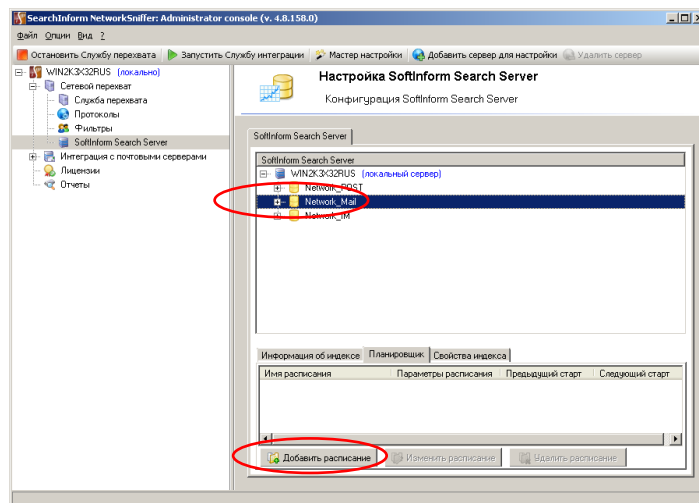 SearchInform NetworkSniffer: Administrator console (v. 4.8.158.0)
Файл Опции Вид ?
Остановить Службу перехвата Запустить Службу интеграции Мастер настройки Добавить сервер для настройки Удалить сервер
WIN2K3X32RUS (локально)
Сетевой перехват
Служба перехвата
Протоколы
Фильтры
SoftInform Search Server
Интеграция с почтовыми серверами
Лицензии
Отчеты
Настройка SoftInform Search Server
Конфигурация SoftInform Search Server
SoftInform Search Server
SoftInform Search Server
WIN2K3X32RUS (локальный сервер)
Network_POST
Network_Mail
Network_IM
Информация об индексе Планировщик Свойства индекса
Имя расписания Параметры расписания Предыдущий старт Следующий старт
Добавить расписание Изменить расписание Удалить расписание